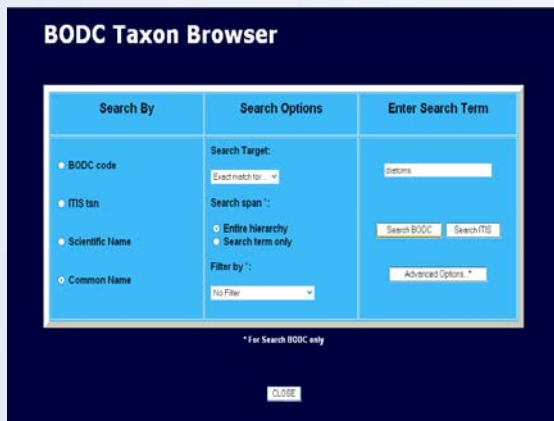 BODC Taxon Browser
Search By
Search Options
Enter Search Term
BODC code
ITIS tsn
Scientific Name
Common Name
Search Target:
Exact match for ...
Search span *:
Entire hierarchy
Search term only
Filter by *:
No Filter
diatoms
Search BODC
Search ITIS
Advanced Options..*
* For Search BODC only
CLOSE